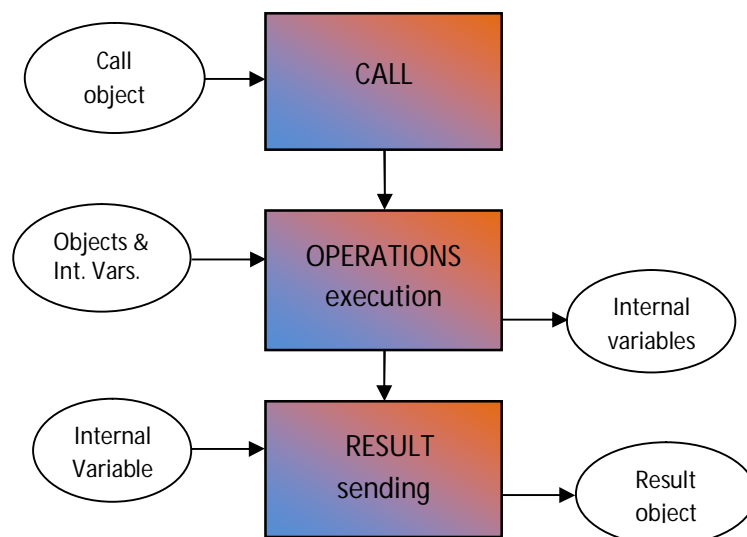 Call
object
CALL
Objects &
Int. Vars.
OPERATIONS
execution
Internal
variables
Internal
Variable
RESULT
sending
Result
object